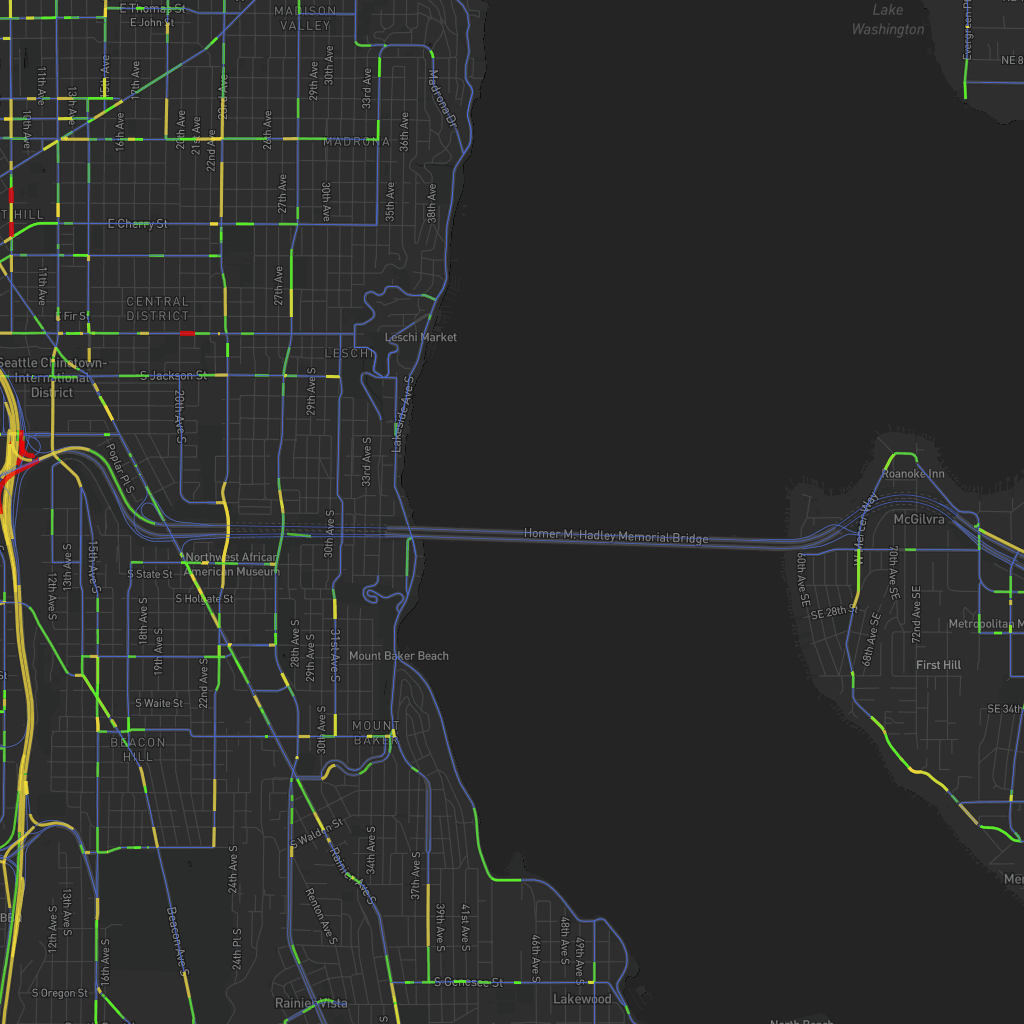 E Thomas St
E John St
MADISON
VALLEY
Lake
Washington
Evergreen P
NE 8
11th Ave
13th Ave
17th Ave
10th Ave
16th Ave
20th Ave
21st Ave
22nd Ave
23rd Ave
26th Ave
29th Ave
30th Ave
33rd Ave
Madrona Dr
36th Ave
MADRONA
27th Ave
30th Ave
35th Ave
38th Ave
T HILL
E Cherry St
11th Ave
27th Ave
CENTRAL
DISTRICT
E Fir S
Leschi Market
LESCHI
Seattle Chinatown-
International
District
S Jackson St
20th Ave S
29th Ave S
Lakeside Ave S
33rd Ave S
Poplar Pl S
30th Ave S
Homer M. Hadley Memorial Bridge
Roanoke Inn
McGilvra
W Mercer Way
Northwest African
American Museum
S State St
S Holgate St
12th Ave S
13th Ave S
15th Ave S
18th Ave S
19th Ave S
22nd Ave S
28th Ave S
29th Ave S
31st Ave S
Mount Baker Beach
60th Ave SE
70th Ave SE
72nd Ave SE
SE 28th St
68th Ave SE
Metropolitan M
First Hill
S Waite St
SE 34th
30th Ave S
MOUNT
BAKER
BEACON
HILL
S Walden St
Rainier Ave S
34th Ave S
37th Ave S
24th Ave S
Renton Ave S
39th Ave S
41st Ave S
46th Ave S
48th Ave S
49th Ave S
12th Ave S
13th Ave S
16th Ave S
Beacon Ave S
24th Pl S
Mer
S Oregon St
S Genesee St
Rainier Vista
Lakewood